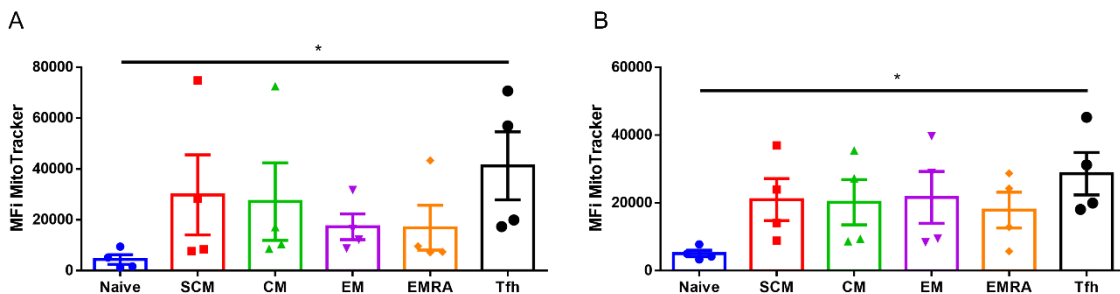 A
*
MFi MitoTracker
80000
60000
40000
20000
0
Naive SCM CM EM EMRA Tfh
B
*
MFi MitoTracker
60000
40000
20000
0
Naive SCM CM EM EMRA Tfh